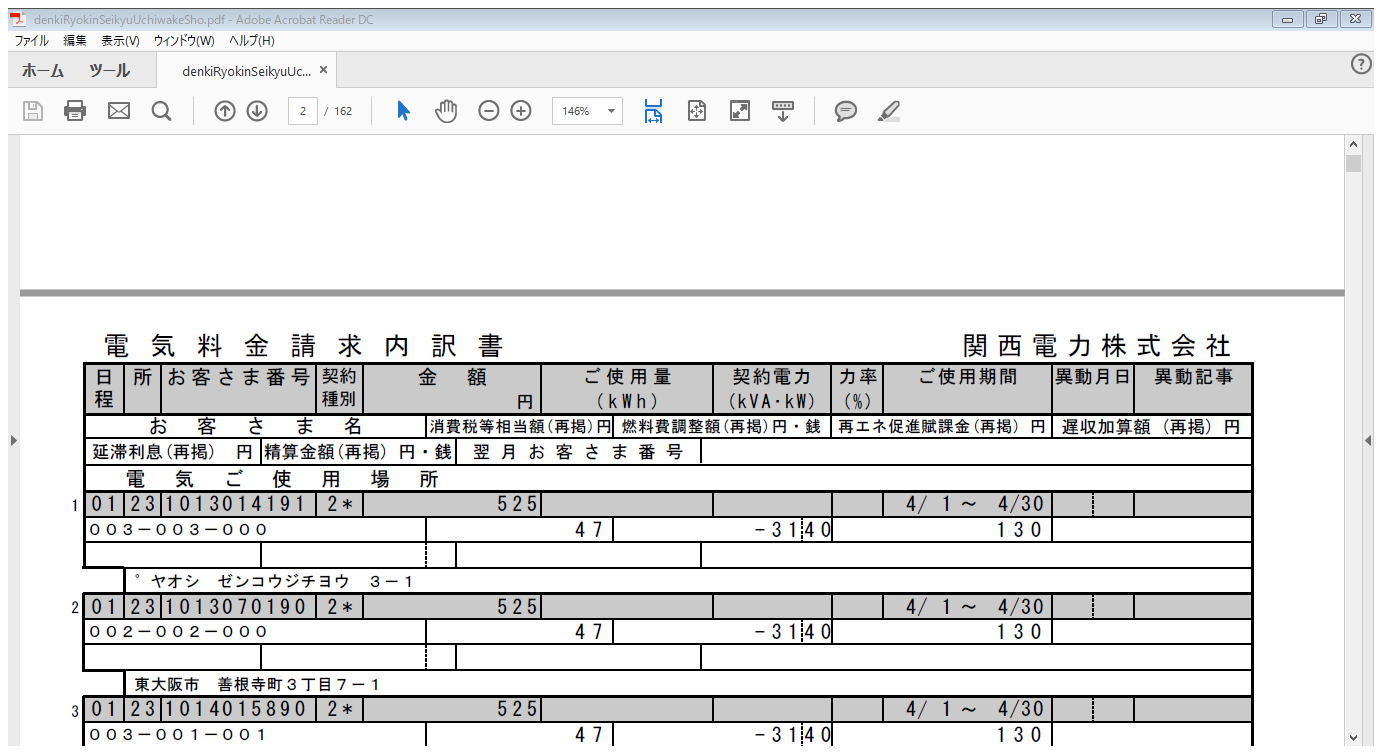 denkiRyokinSeikyuUchiwakeSho.pdf - Adobe Acrobat Reader DC
ファイル 編集 表示(V) ウィンドウ(W) ヘルプ(H)
ホーム ツール denkiRyokinSeikyuUc... ×
2 / 162 146%
電気料金請求内訳書 関西電力株式会社
日程 所 お客さま番号 契約種別 金額 円 ご使用量 (kWh) 契約電力 (kVA・kW) 力率 (%) ご使用期間 異動月日 異動記事
お客さま名 消費税等相当額(再掲)円 燃料費調整額(再掲)円・銭 再エネ促進賦課金(再掲) 円 遅収加算額 (再掲) 円
延滞利息(再掲) 円 精算金額(再掲) 円・銭 翌月お客さま番号
電気ご使用場所
1 01 23 1013014191 2* 525 4/ 1 ～ 4/30
００３－００３－０００ 47 -31 40 130
゜ヤオシ ゼンコウジチヨウ ３－１
2 01 23 1013070190 2* 525 4/ 1 ～ 4/30
００２－００２－０００ 47 -31 40 130
東大阪市 善根寺町３丁目７－１
3 01 23 1014015890 2* 525 4/ 1 ～ 4/30
００３－００１－００１ 47 -31 40 130